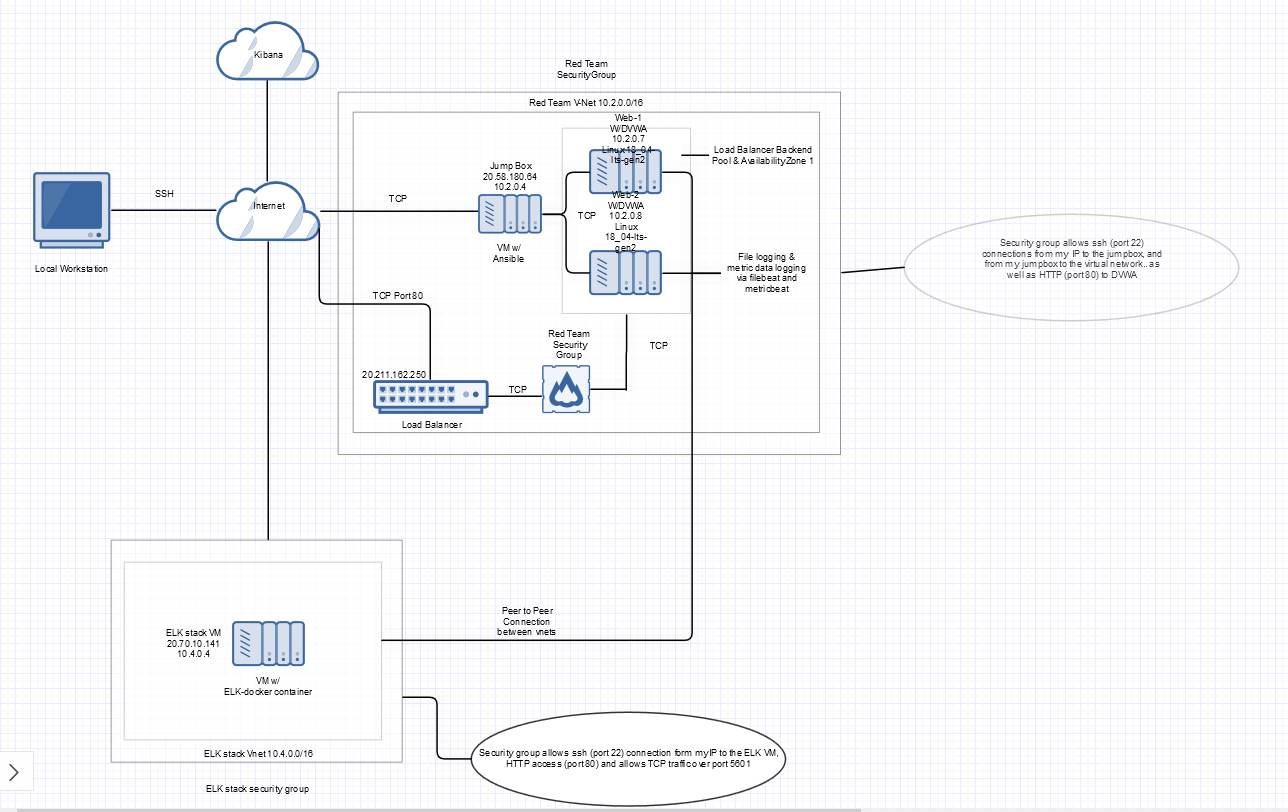 Kibana
Red Team
SecurityGroup
Red Team V-Net 10.2.0.0/16
Web-1
W/DVWA
10.2.0.7
Linux18_04-
lts-gen2
Load Balancer Backend
Pool & AvailabilityZone 1
Jump Box
20.58.180.64
10.2.0.4
SSH
TCP
Internet
Web-2
W/DVWA
10.2.0.8
Linux
18_04-lts-
gen2
TCP
VM w/
Ansible
Local Workstation
File logging &
metric data logging
via filebeat and
metricbeat
Security group allows ssh (port 22)
connections from my IP to the jumpbox, and
from my jumpbox to the virtual network.. as
well as HTTP (port 80) to DVWA
TCP Port 80
Red Team
Security
Group
TCP
20.211.162.250
TCP
Load Balancer
Peer to Peer
Connection
between vnets
ELK stack VM
20.70.10.141
10.4.0.4
VM w/
ELK-docker container
ELK stack Vnet 10.4.0.0/16
Security group allows ssh (port 22) connection form my IP to the ELK VM,
HTTP access (port 80) and allows TCP traffic over port 5601
ELK stack security group